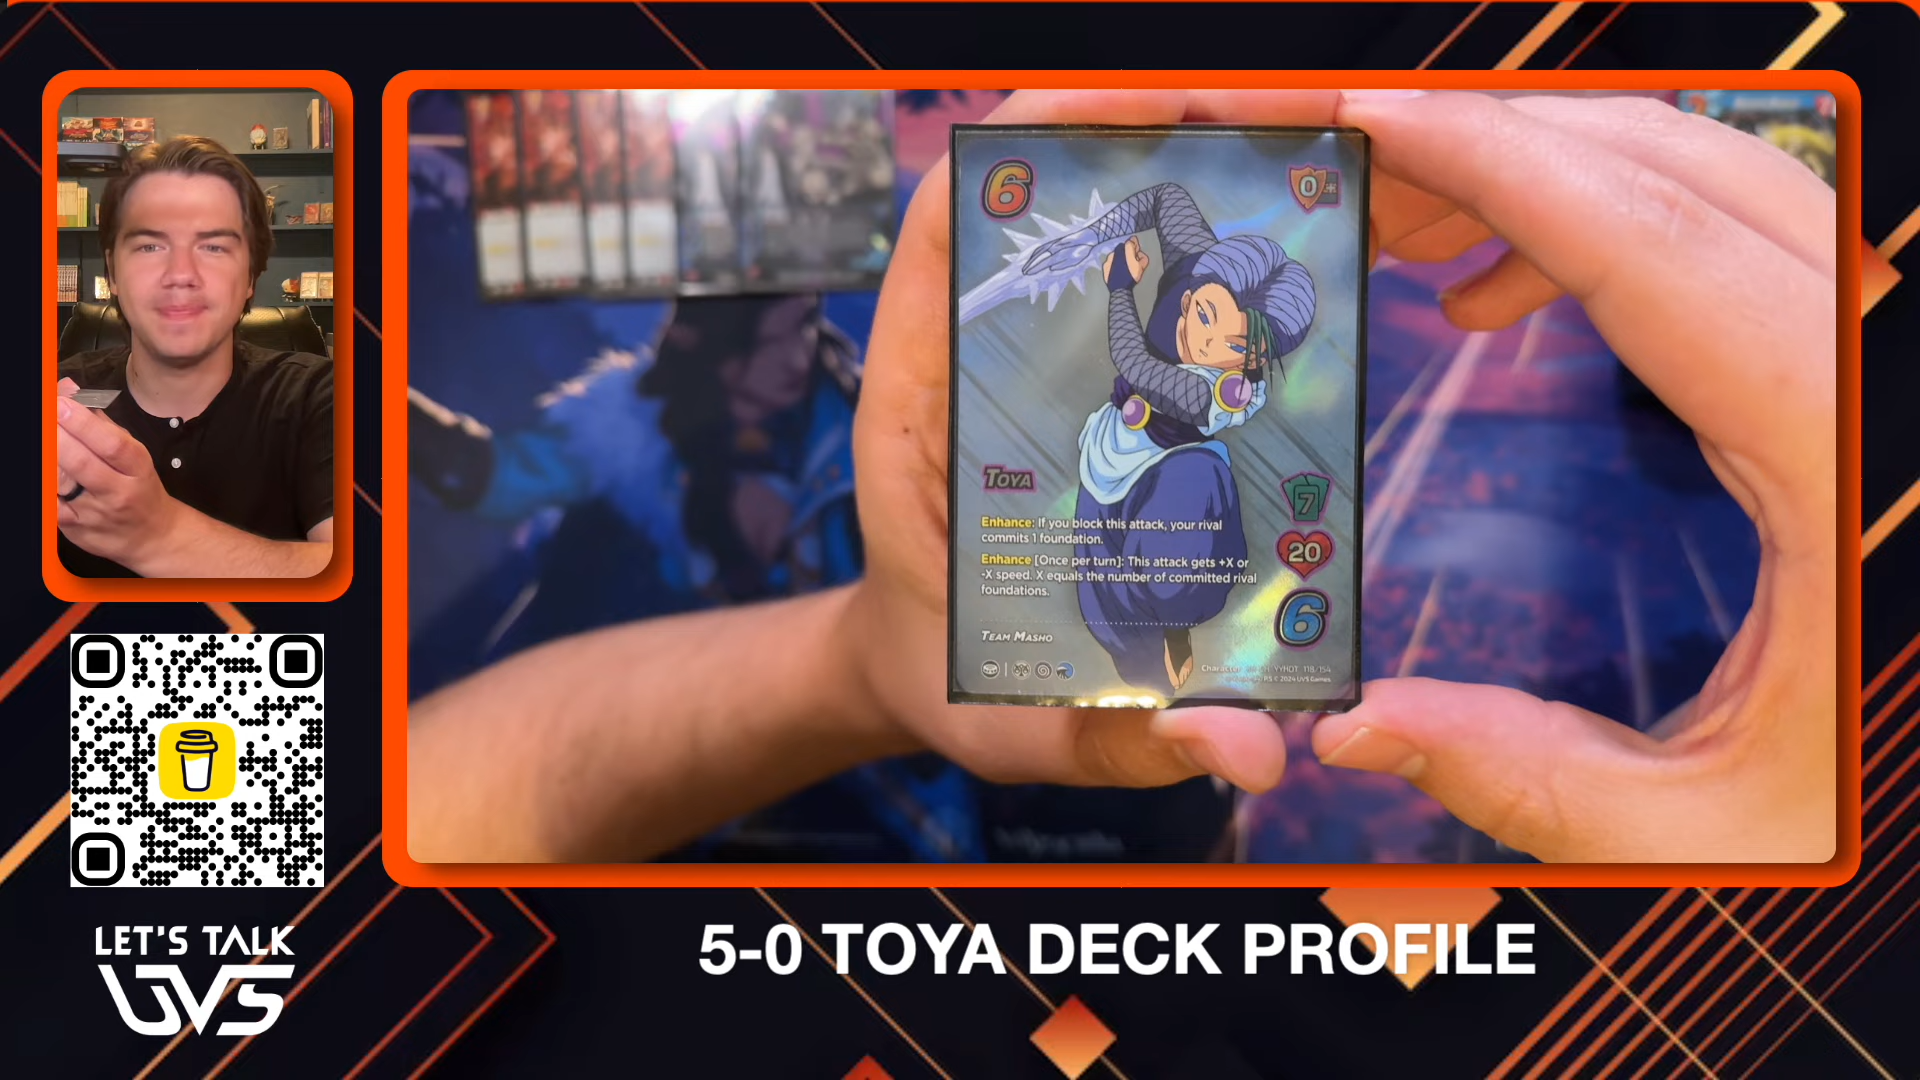 6
0
TOYA
7
Enhance: If you block this attack, your rival
commits 1 foundation.
20
Enhance [Once per turn]: This attack gets +X or
-X speed. X equals the number of committed rival
foundations.
6
TEAM MASHO
LET'S TALK
UVS
5-0 TOYA DECK PROFILE